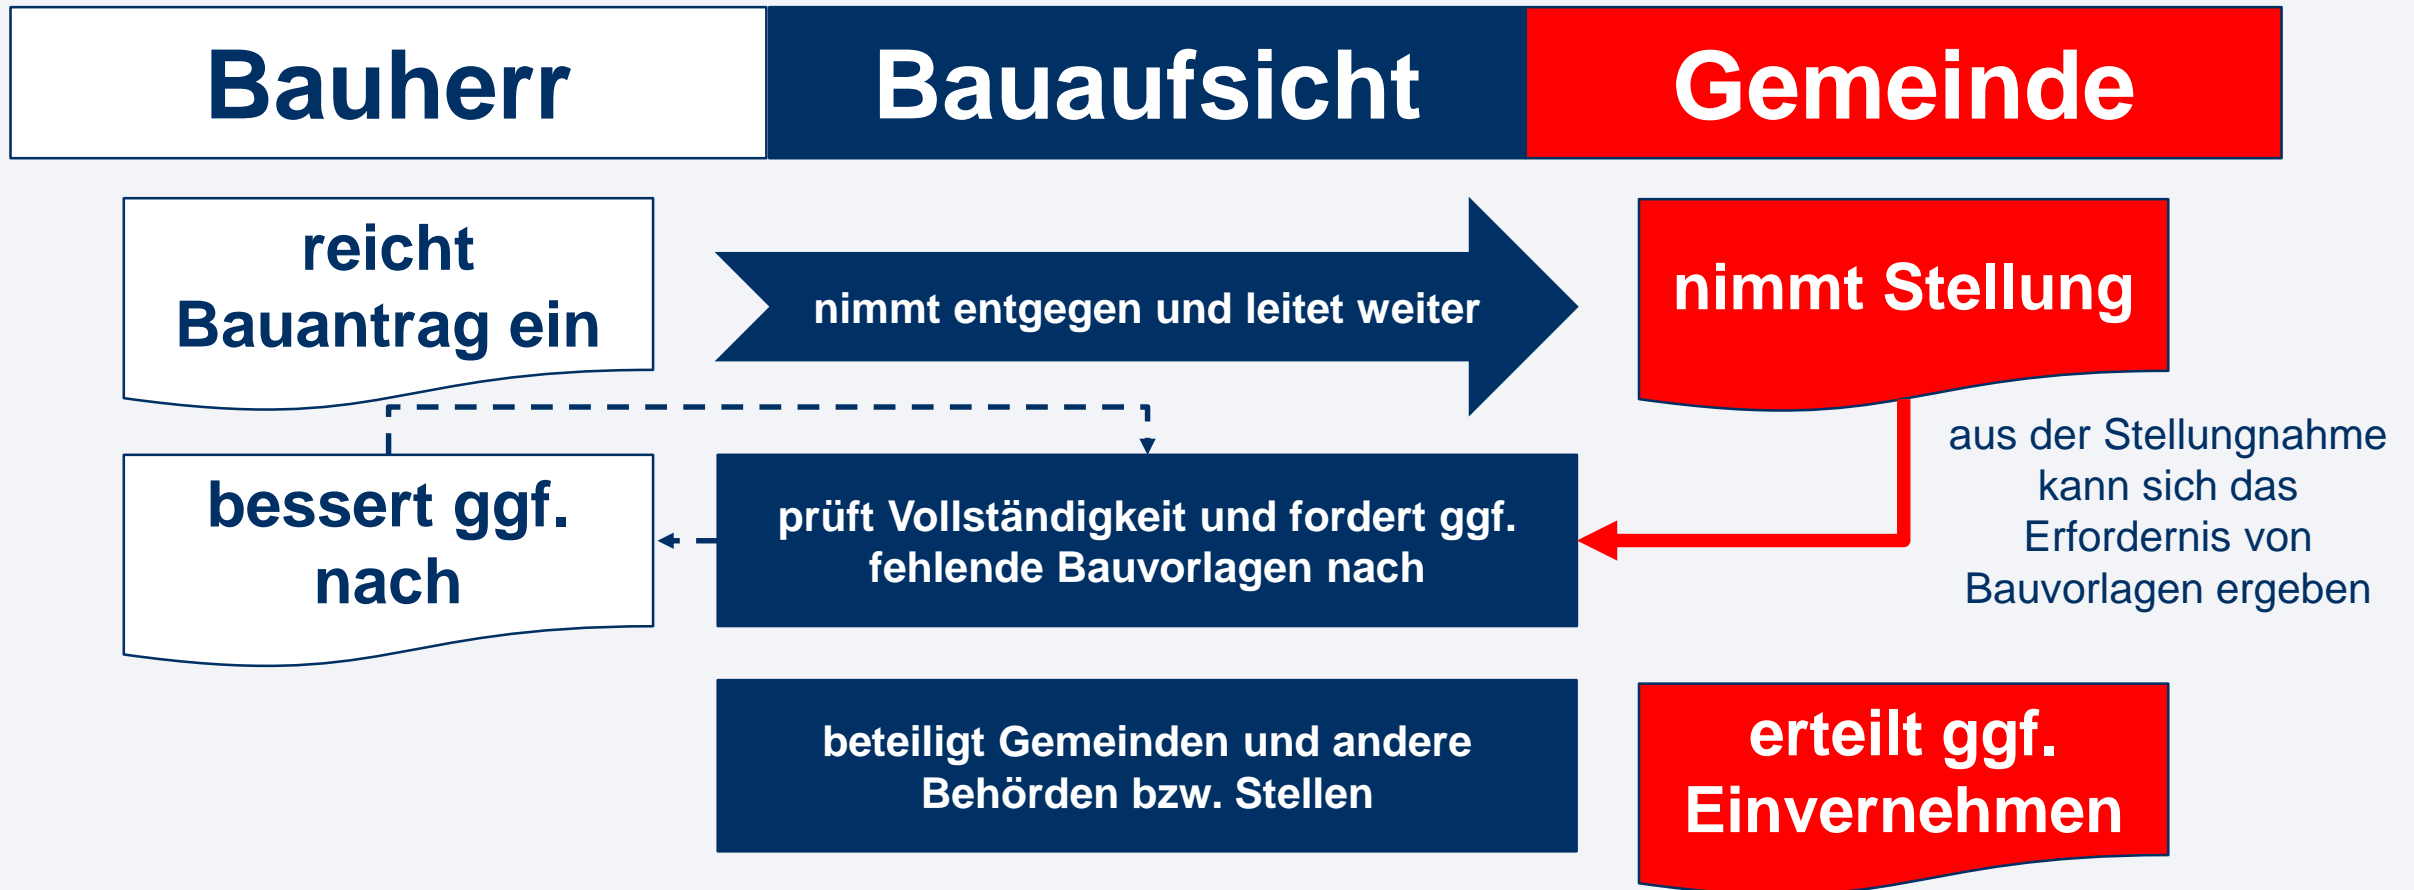 Bauherr
Bauaufsicht
Gemeinde
reicht
Bauantrag ein
nimmt entgegen und leitet weiter
nimmt Stellung
aus der Stellungnahme
kann sich das
Erfordernis von
Bauvorlagen ergeben
bessert ggf.
nach
prüft Vollständigkeit und fordert ggf.
fehlende Bauvorlagen nach
beteiligt Gemeinden und andere
Behörden bzw. Stellen
erteilt ggf.
Einvernehmen